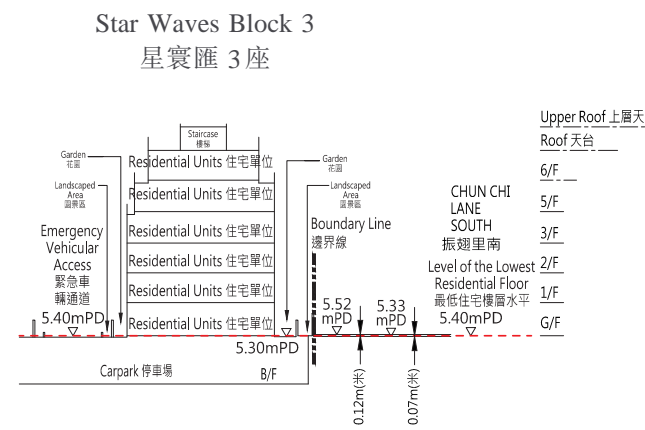 Star Waves Block 3
星寰匯 3 座
Upper Roof 上層天
Roof 天台
6/F
5/F
3/F
2/F
1/F
G/F
Staircase
樓梯
Garden
花園
Landscaped
Area
園景區
Garden
花園
Landscaped
Area
園景區
Residential Units 住宅單位
Residential Units 住宅單位
Residential Units 住宅單位
Residential Units 住宅單位
Residential Units 住宅單位
Residential Units 住宅單位
Emergency
Vehicular
Access
緊急車
輛通道
5.40mPD
Boundary Line
邊界線
CHUN CHI
LANE
SOUTH
振翅里南
Level of the Lowest
Residential Floor
最低住宅樓層水平
5.52
mPD
5.33
mPD
5.40mPD
5.30mPD
Carpark 停車場
B/F
0.12m(米)
0.07m(米)